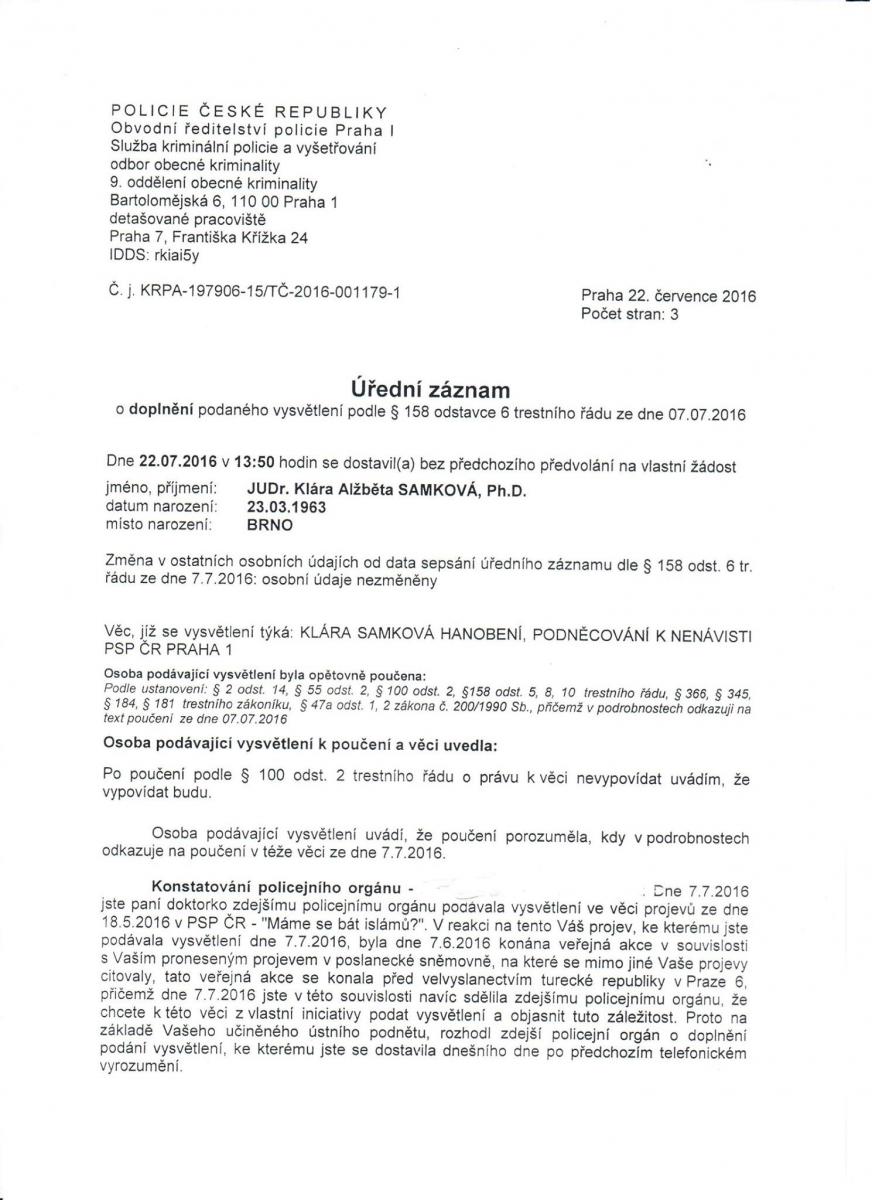 POLICIE ČESKÉ REPUBLIKY
Obvodní ředitelství policie Praha I
Služba kriminální policie a vyšetřování
odbor obecné kriminality
9. oddělení obecné kriminality
Bartolomějská 6, 110 00 Praha 1
detašované pracoviště
Praha 7, Františka Křížka 24
IDDS: rkiai5y
Č. j. KRPA-197906-15/TČ-2016-001179-1
Praha 22. července 2016
Počet stran: 3
Úřední záznam
o doplnění podaného vysvětlení podle § 158 odstavce 6 trestního řádu ze dne 07.07.2016
Dne 22.07.2016 v 13:50 hodin se dostavil(a) bez předchozího předvolání na vlastní žádost
jméno, příjmení: JUDr. Klára Alžběta SAMKOVÁ, Ph.D.
datum narození: 23.03.1963
místo narození: BRNO
Změna v ostatních osobních údajích od data sepsání úředního záznamu dle § 158 odst. 6 tr.
řádu ze dne 7.7.2016: osobní údaje nezměněny
Věc, jíž se vysvětlení týká: KLÁRA SAMKOVÁ HANOBENÍ, PODNĚCOVÁNÍ K NENÁVISTI
PSP ČR PRAHA 1
Osoba podávající vysvětlení byla opětovně poučena:
Podle ustanovení: § 2 odst. 14, § 55 odst. 2, § 100 odst. 2, §158 odst. 5, 8, 10 trestního řádu, § 366, § 345,
§ 184, § 181 trestního zákoníku, § 47a odst. 1, 2 zákona č. 200/1990 Sb., přičemž v podrobnostech odkazuji na
text poučení ze dne 07.07.2016
Osoba podávající vysvětlení k poučení a věci uvedla:
Po poučení podle § 100 odst. 2 trestního řádu o právu k věci nevypovídat uvádím, že
vypovídat budu.
Osoba podávající vysvětlení uvádí, že poučení porozuměla, kdy v podrobnostech
odkazuje na poučení v téže věci ze dne 7.7.2016.
Konstatování policejního orgánu - . Dne 7.7.2016
jste paní doktorko zdejšímu policejnímu orgánu podávala vysvětlení ve věci projevů ze dne
18.5.2016 v PSP ČR - "Máme se bát islámů?". V reakci na tento Váš projev, ke kterému jste
podávala vysvětlení dne 7.7.2016, byla dne 7.6.2016 konána veřejná akce v souvislosti
s Vaším proneseným projevem v poslanecké sněmovně, na které se mimo jiné Vaše projevy
citovaly, tato veřejná akce se konala před velvyslanectvím turecké republiky v Praze 6,
přičemž dne 7.7.2016 jste v této souvislosti navíc sdělila zdejšímu policejnímu orgánu, že
chcete k této věci z vlastní iniciativy podat vysvětlení a objasnit tuto záležitost. Proto na
základě Vašeho učiněného ústního podnětu, rozhodl zdejší policejní orgán o doplnění
podání vysvětlení, ke kterému jste se dostavila dnešního dne po předchozím telefonickém
vyrozumění.